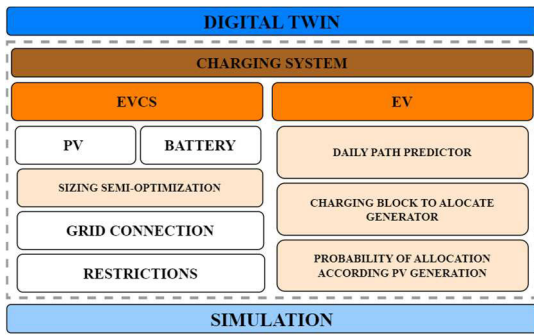 DIGITAL TWIN
CHARGING SYSTEM
EVCS
EV
PV
BATTERY
SIZING SEMI-OPTIMIZATION
GRID CONNECTION
RESTRICTIONS
DAILY PATH PREDICTOR
CHARGING BLOCK TO ALOCATE
GENERATOR
PROBABILITY OF ALLOCATION
ACCORDING PV GENERATION
SIMULATION